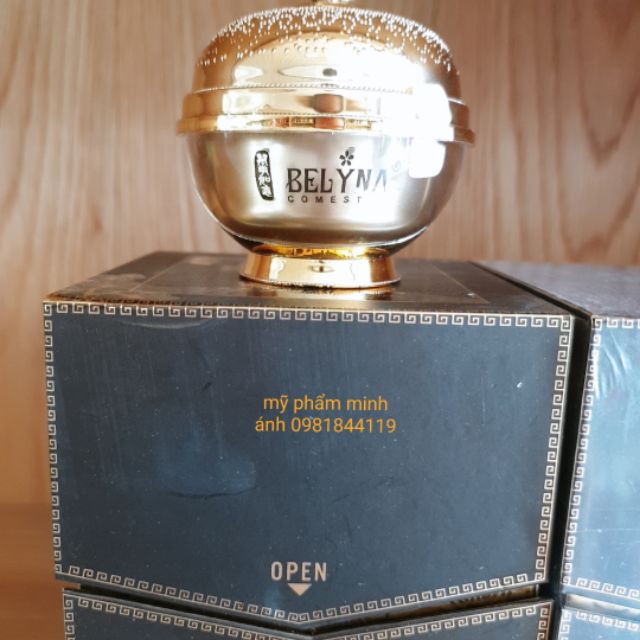 BELYNA
COMEST
mỹ phẩm minh
ánh 0981844119
OPEN